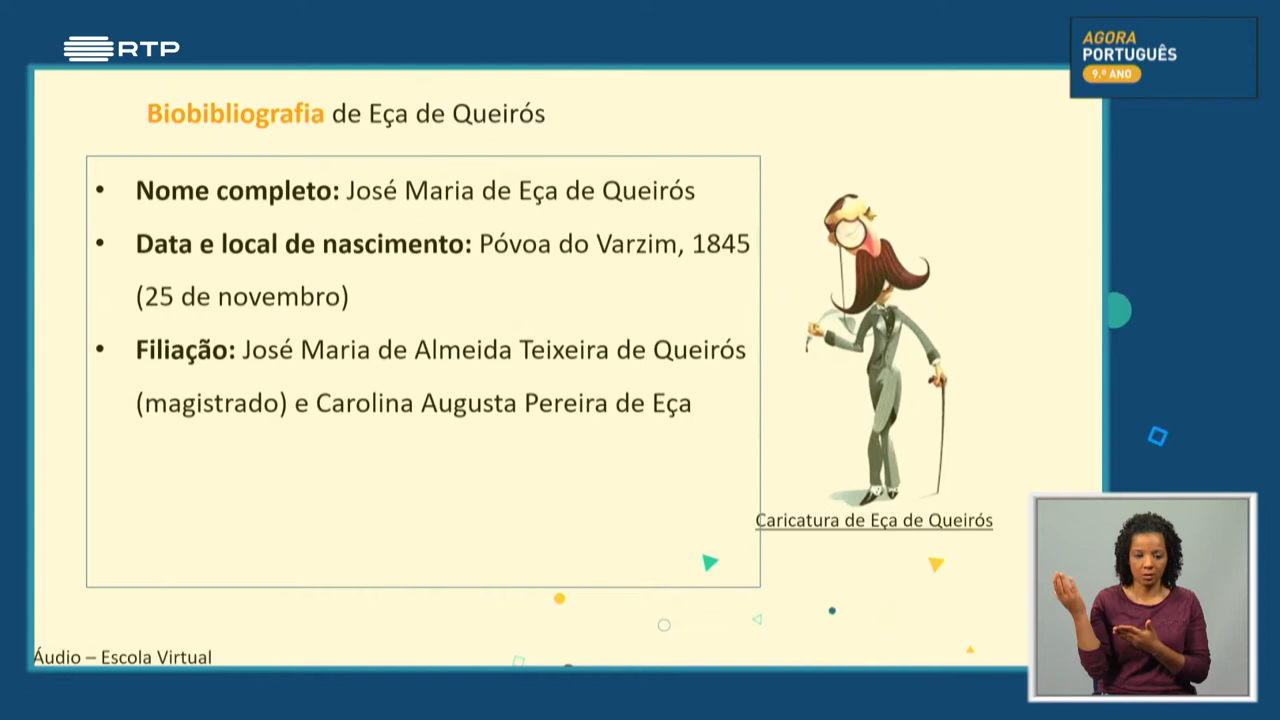 RTP
AGORA
PORTUGUÊS
9.º ANO
Biobibliografia de Eça de Queirós
• Nome completo: José Maria de Eça de Queirós
• Data e local de nascimento: Póvoa do Varzim, 1845
(25 de novembro)
• Filiação: José Maria de Almeida Teixeira de Queirós
(magistrado) e Carolina Augusta Pereira de Eça
Caricatura de Eça de Queirós
Áudio – Escola Virtual